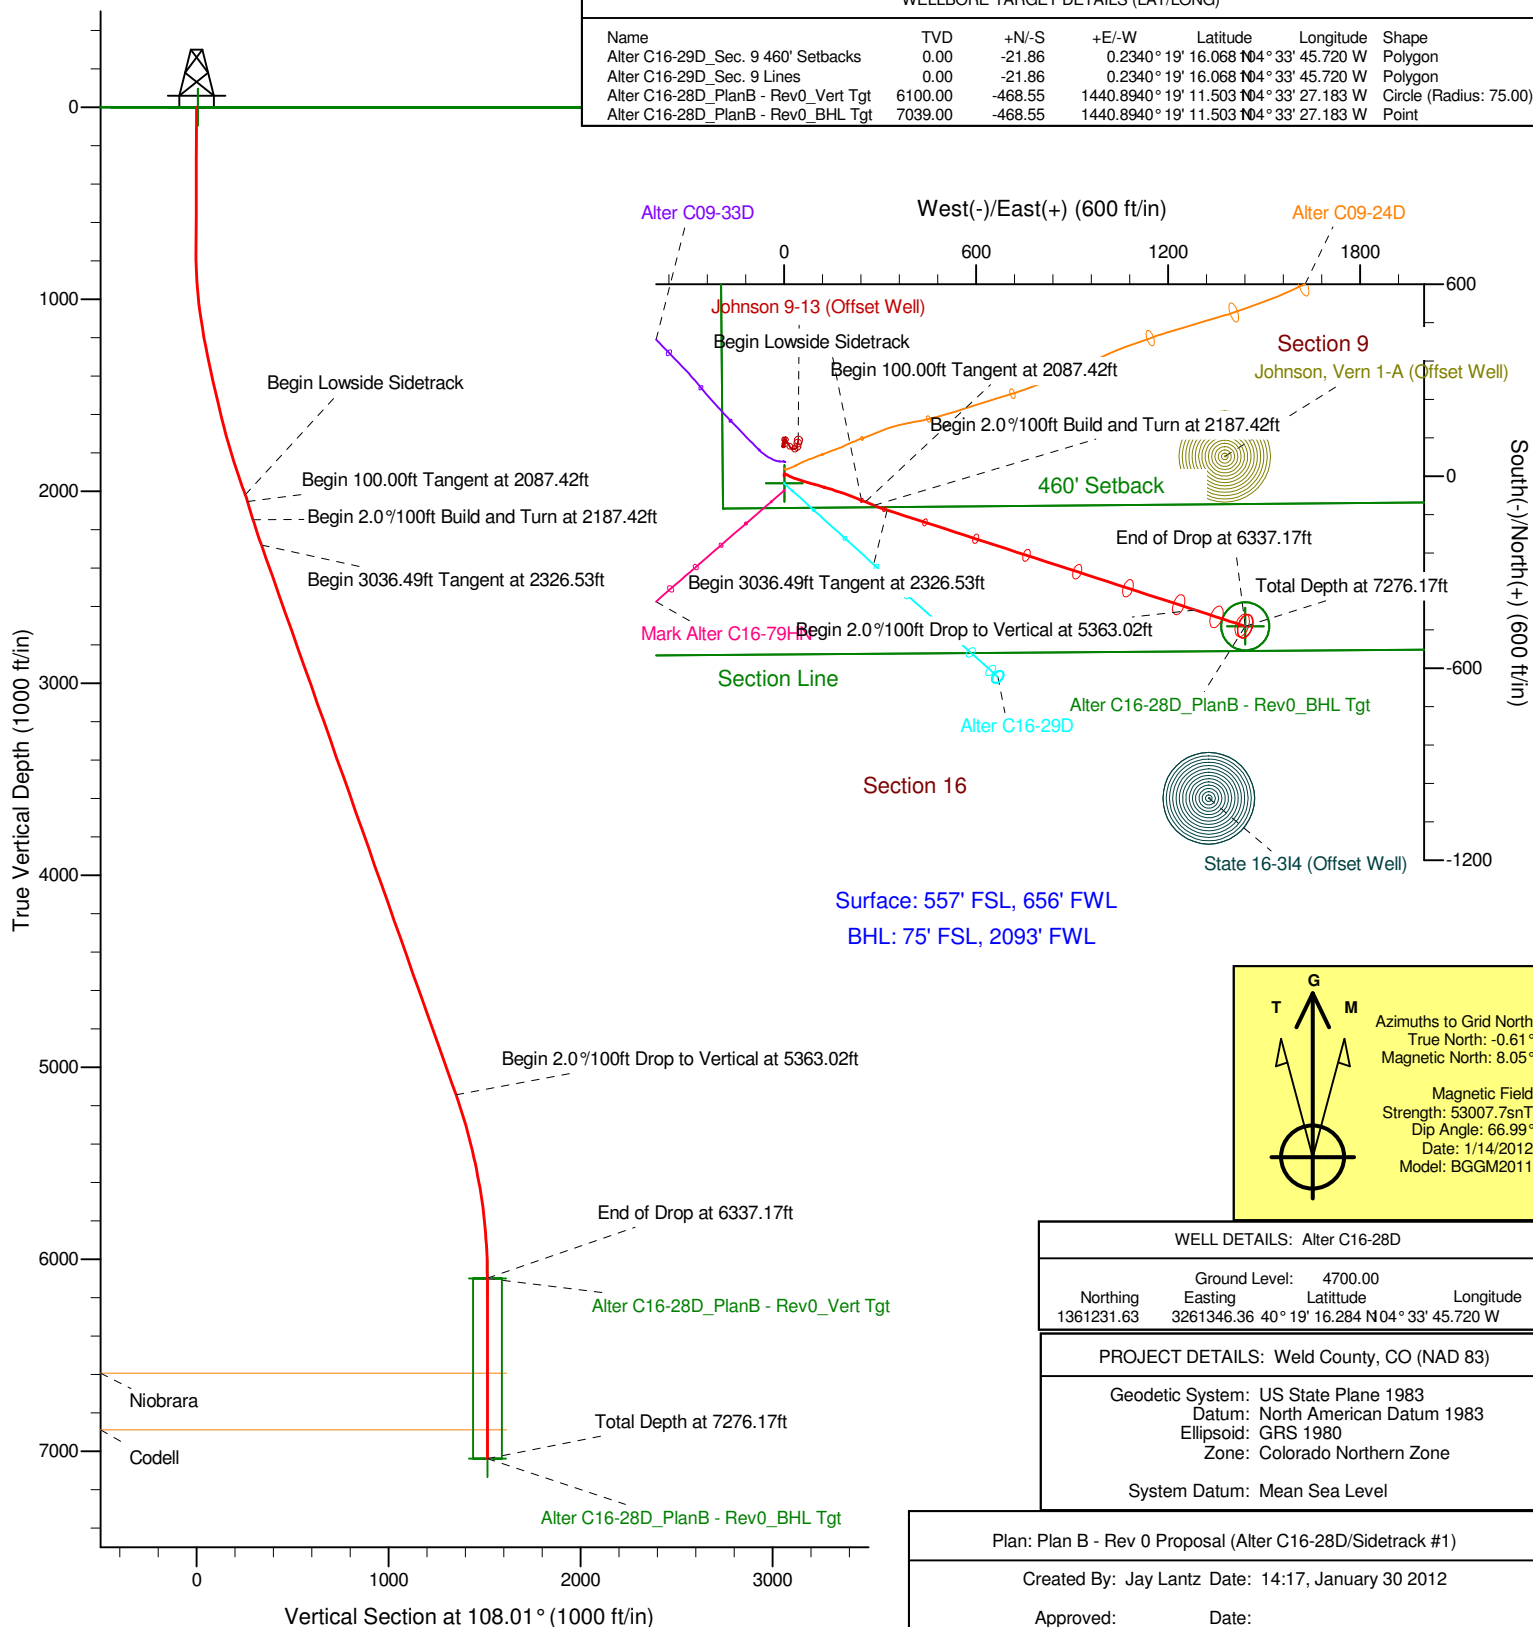 WELLBORE TARGET DETAILS (LAT/LONG)
Name TVD +N/-S +E/-W Latitude Longitude Shape
Alter C16-29D_Sec. 9 460' Setbacks 0.00 -21.86 0.23 40° 19' 16.068 N 104° 33' 45.720 W Polygon
Alter C16-29D_Sec. 9 Lines 0.00 -21.86 0.23 40° 19' 16.068 N 104° 33' 45.720 W Polygon
Alter C16-28D_PlanB - Rev0_Vert Tgt 6100.00 -468.55 1440.89 40° 19' 11.503 N 104° 33' 27.183 W Circle (Radius: 75.00)
Alter C16-28D_PlanB - Rev0_BHL Tgt 7039.00 -468.55 1440.89 40° 19' 11.503 N 104° 33' 27.183 W Point
True Vertical Depth (1000 ft/in)
0
1000
2000
3000
4000
5000
6000
7000
Begin Lowside Sidetrack
Begin 100.00ft Tangent at 2087.42ft
Begin 2.0°/100ft Build and Turn at 2187.42ft
Begin 3036.49ft Tangent at 2326.53ft
Begin 2.0°/100ft Drop to Vertical at 5363.02ft
End of Drop at 6337.17ft
Alter C16-28D_PlanB - Rev0_Vert Tgt
Niobrara
Total Depth at 7276.17ft
Codell
Alter C16-28D_PlanB - Rev0_BHL Tgt
0 1000 2000 3000
Vertical Section at 108.01° (1000 ft/in)
West(-)/East(+) (600 ft/in)
0 600 1200 1800
South(-)/North(+) (600 ft/in)
600
0
-600
-1200
Alter C09-33D
Alter C09-24D
Johnson 9-13 (Offset Well)
Begin Lowside Sidetrack
Section 9
Begin 100.00ft Tangent at 2087.42ft
Johnson, Vern 1-A (Offset Well)
Begin 2.0°/100ft Build and Turn at 2187.42ft
460' Setback
End of Drop at 6337.17ft
Begin 3036.49ft Tangent at 2326.53ft
Total Depth at 7276.17ft
Mark Alter C16-79HN
Begin 2.0°/100ft Drop to Vertical at 5363.02ft
Section Line
Alter C16-28D_PlanB - Rev0_BHL Tgt
Alter C16-29D
Section 16
State 16-3I4 (Offset Well)
Surface: 557' FSL, 656' FWL
BHL: 75' FSL, 2093' FWL
G
T M
Azimuths to Grid North
True North: -0.61°
Magnetic North: 8.05°
Magnetic Field
Strength: 53007.7snT
Dip Angle: 66.99°
Date: 1/14/2012
Model: BGGM2011
WELL DETAILS: Alter C16-28D
Ground Level: 4700.00
Northing Easting Latittude Longitude
1361231.63 3261346.36 40° 19' 16.284 N 104° 33' 45.720 W
PROJECT DETAILS: Weld County, CO (NAD 83)
Geodetic System: US State Plane 1983
Datum: North American Datum 1983
Ellipsoid: GRS 1980
Zone: Colorado Northern Zone
System Datum: Mean Sea Level
Plan: Plan B - Rev 0 Proposal (Alter C16-28D/Sidetrack #1)
Created By: Jay Lantz Date: 14:17, January 30 2012
Approved: Date: